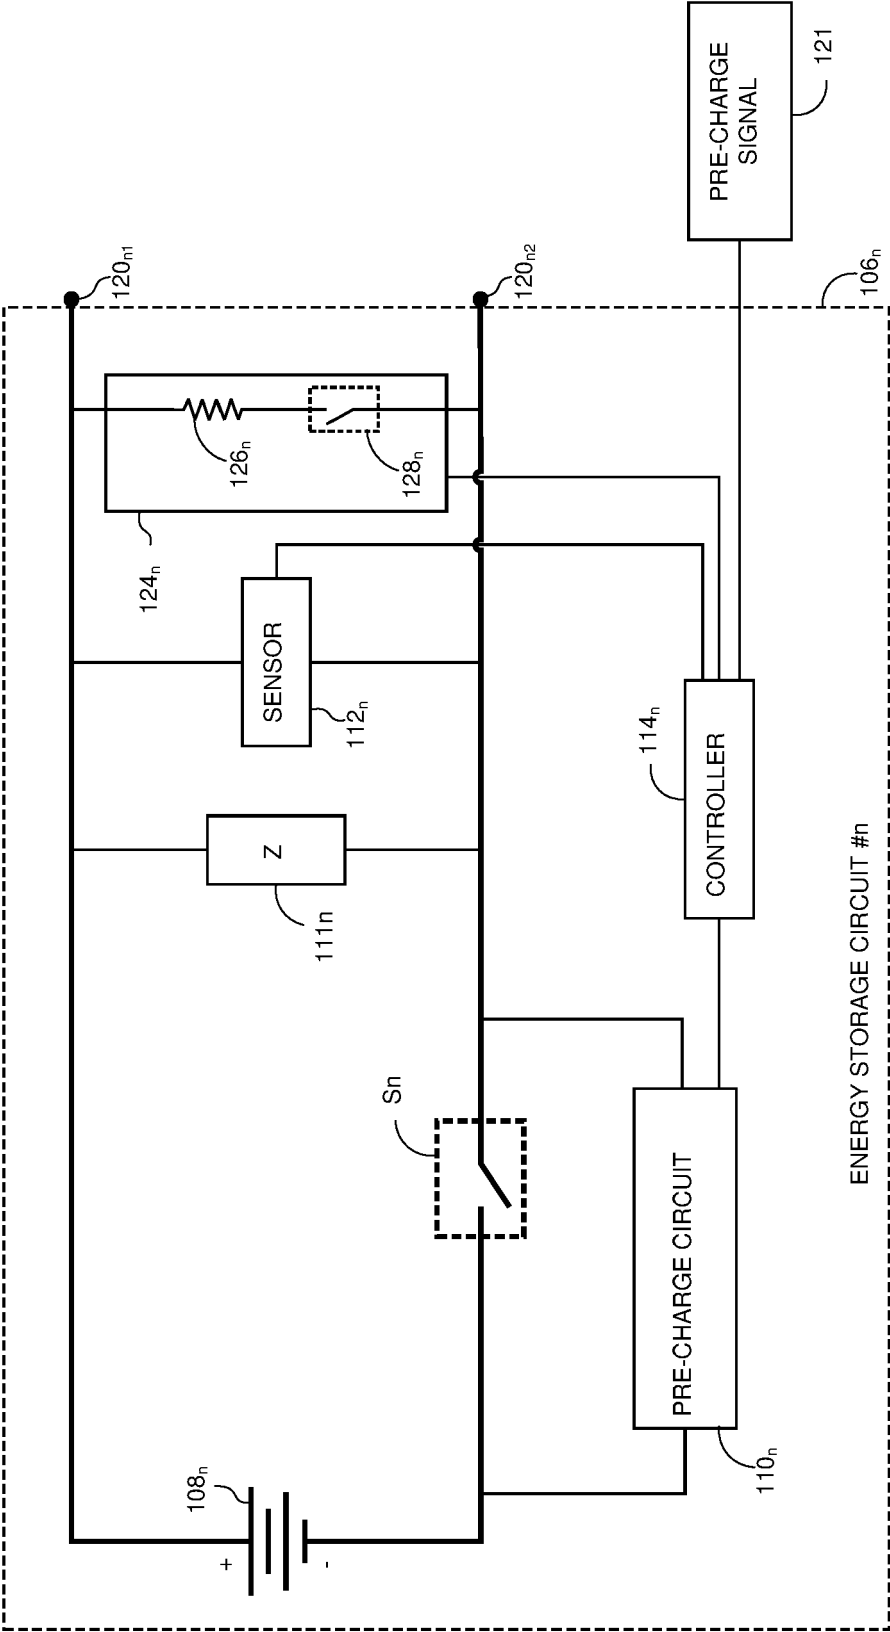 120ₙ₁
108ₙ
+
-
111n
Z
SENSOR
112ₙ
124ₙ
126ₙ
128ₙ
120ₙ₂
Sn
PRE-CHARGE CIRCUIT
110ₙ
CONTROLLER
114ₙ
PRE-CHARGE
SIGNAL
121
106ₙ
ENERGY STORAGE CIRCUIT #n